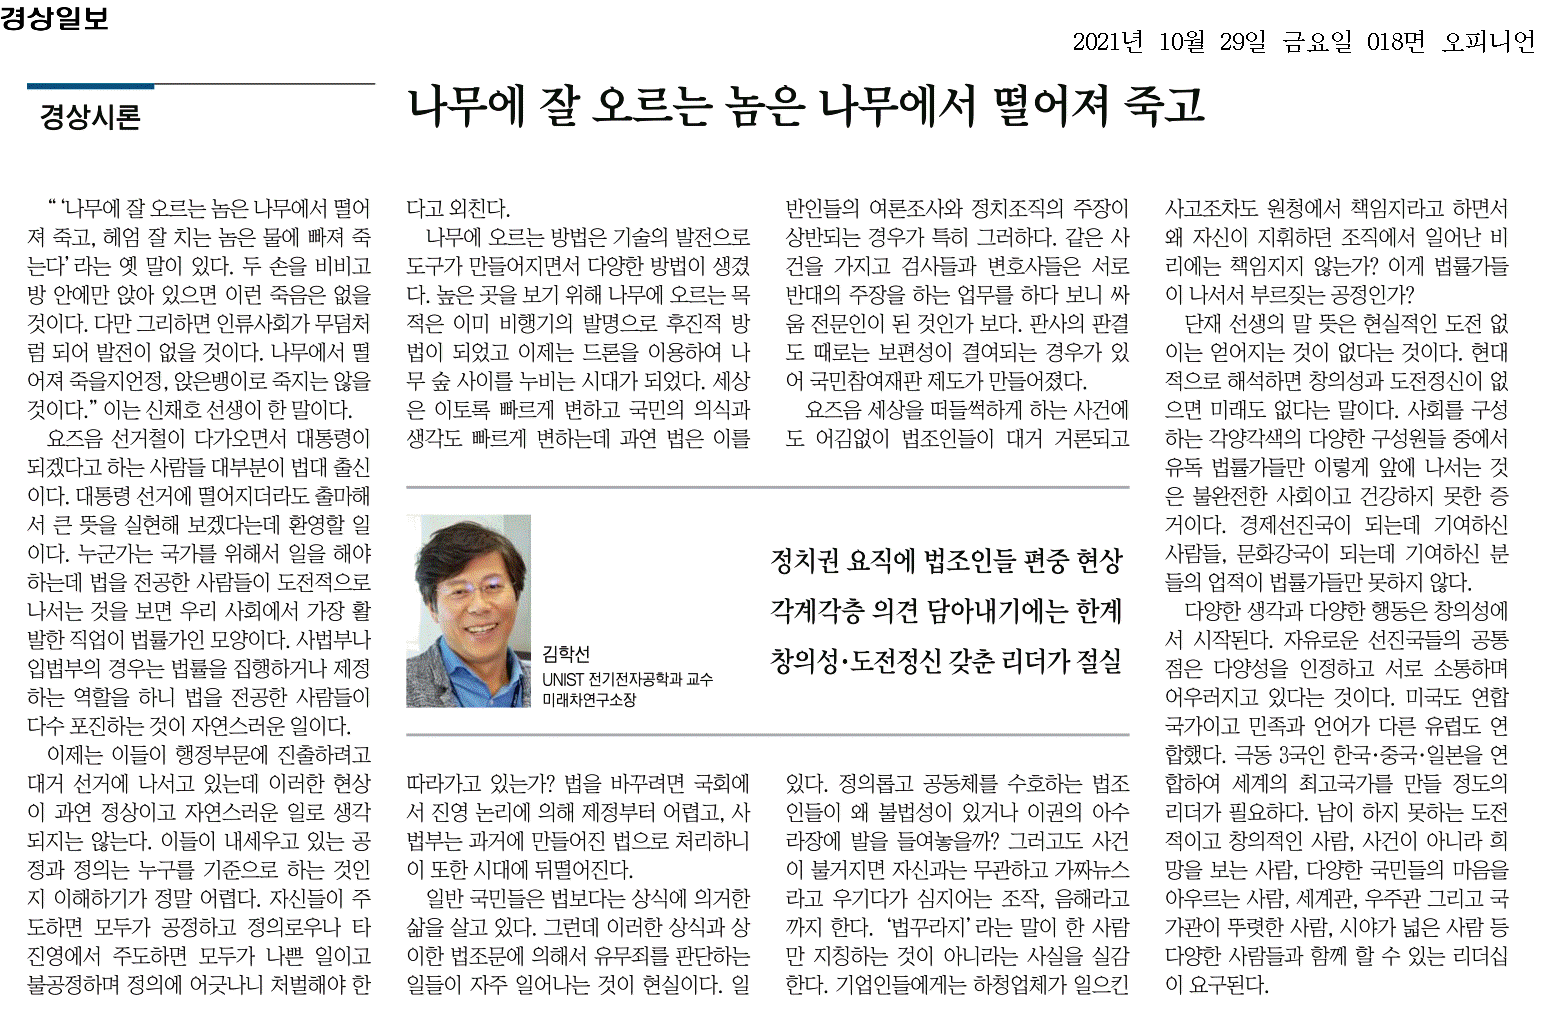 경상일보
2021년 10월 29일 금요일 018면 오피니언
경상시론
나무에 잘 오르는 놈은 나무에서 떨어져 죽고
“ ‘나무에 잘 오르는 놈은 나무에서 떨어
져 죽고, 헤엄 잘 치는 놈은 물에 빠져 죽
는다’라는 옛 말이 있다. 두 손을 비비고
방 안에만 앉아 있으면 이런 죽음은 없을
것이다. 다만 그리하면 인류사회가 무덤처
럼 되어 발전이 없을 것이다. 나무에서 떨
어져 죽을지언정, 앉은뱅이로 죽지는 않을
것이다.” 이는 신채호 선생이 한 말이다.
요즈음 선거철이 다가오면서 대통령이
되겠다고 하는 사람들 대부분이 법대 출신
이다. 대통령 선거에 떨어지더라도 출마해
서 큰 뜻을 실현해 보겠다는데 환영할 일
이다. 누군가는 국가를 위해서 일을 해야
하는데 법을 전공한 사람들이 도전적으로
나서는 것을 보면 우리 사회에서 가장 활
발한 직업이 법률가인 모양이다. 사법부나
입법부의 경우는 법률을 집행하거나 제정
하는 역할을 하니 법을 전공한 사람들이
다수 포진하는 것이 자연스러운 일이다.
이제는 이들이 행정부문에 진출하려고
대거 선거에 나서고 있는데 이러한 현상
이 과연 정상이고 자연스러운 일로 생각
되지는 않는다. 이들이 내세우고 있는 공
정과 정의는 누구를 기준으로 하는 것인
지 이해하기가 정말 어렵다. 자신들이 주
도하면 모두가 공정하고 정의로우나 타
진영에서 주도하면 모두가 나쁜 일이고
불공정하며 정의에 어긋나니 처벌해야 한
다고 외친다.
나무에 오르는 방법은 기술의 발전으로
도구가 만들어지면서 다양한 방법이 생겼
다. 높은 곳을 보기 위해 나무에 오르는 목
적은 이미 비행기의 발명으로 후진적 방
법이 되었고 이제는 드론을 이용하여 나
무 숲 사이를 누비는 시대가 되었다. 세상
은 이토록 빠르게 변하고 국민의 의식과
생각도 빠르게 변하는데 과연 법은 이를
김학선
UNIST 전기전자공학과 교수
미래차연구소장
정치권 요직에 법조인들 편중 현상
각계각층 의견 담아내기에는 한계
창의성·도전정신 갖춘 리더가 절실
따라가고 있는가? 법을 바꾸려면 국회에
서 진영 논리에 의해 제정부터 어렵고, 사
법부는 과거에 만들어진 법으로 처리하니
이 또한 시대에 뒤떨어진다.
일반 국민들은 법보다는 상식에 의거한
삶을 살고 있다. 그런데 이러한 상식과 상
이한 법조문에 의해서 유무죄를 판단하는
일들이 자주 일어나는 것이 현실이다. 일
반인들의 여론조사와 정치조직의 주장이
상반되는 경우가 특히 그러하다. 같은 사
건을 가지고 검사들과 변호사들은 서로
반대의 주장을 하는 업무를 하다 보니 싸
움 전문인이 된 것인가 보다. 판사의 판결
도 때로는 보편성이 결여되는 경우가 있
어 국민참여재판 제도가 만들어졌다.
요즈음 세상을 떠들썩하게 하는 사건에
도 어김없이 법조인들이 대거 거론되고
있다. 정의롭고 공동체를 수호하는 법조
인들이 왜 불법성이 있거나 이권의 아수
라장에 발을 들여놓을까? 그러고도 사건
이 불거지면 자신과는 무관하고 가짜뉴스
라고 우기다가 심지어는 조작, 음해라고
까지 한다. ‘법꾸라지’라는 말이 한 사람
만 지칭하는 것이 아니라는 사실을 실감
한다. 기업인들에게는 하청업체가 일으킨
사고조차도 원청에서 책임지라고 하면서
왜 자신이 지휘하던 조직에서 일어난 비
리에는 책임지지 않는가? 이게 법률가들
이 나서서 부르짖는 공정인가?
단재 선생의 말 뜻은 현실적인 도전 없
이는 얻어지는 것이 없다는 것이다. 현대
적으로 해석하면 창의성과 도전정신이 없
으면 미래도 없다는 말이다. 사회를 구성
하는 각양각색의 다양한 구성원들 중에서
유독 법률가들만 이렇게 앞에 나서는 것
은 불완전한 사회이고 건강하지 못한 증
거이다. 경제선진국이 되는데 기여하신
사람들, 문화강국이 되는데 기여하신 분
들의 업적이 법률가들만 못하지 않다.
다양한 생각과 다양한 행동은 창의성에
서 시작된다. 자유로운 선진국들의 공통
점은 다양성을 인정하고 서로 소통하며
어우러지고 있다는 것이다. 미국도 연합
국가이고 민족과 언어가 다른 유럽도 연
합했다. 극동 3국인 한국·중국·일본을 연
합하여 세계의 최고국가를 만들 정도의
리더가 필요하다. 남이 하지 못하는 도전
적이고 창의적인 사람, 사건이 아니라 희
망을 보는 사람, 다양한 국민들의 마음을
아우르는 사람, 세계관, 우주관 그리고 국
가관이 뚜렷한 사람, 시야가 넓은 사람 등
다양한 사람들과 함께 할 수 있는 리더십
이 요구된다.